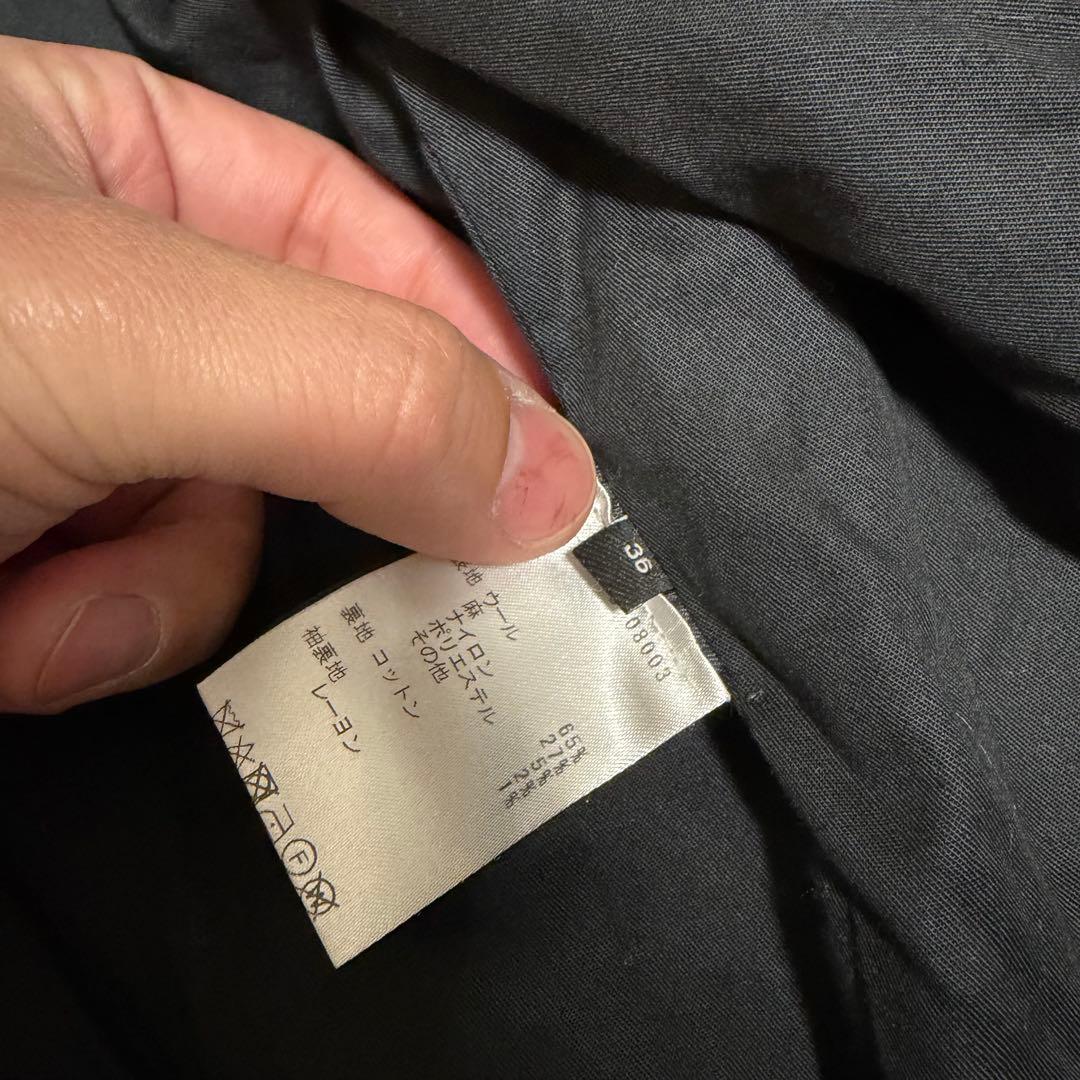 36
08003
表地 ウール 65%
麻 27%
ナイロン 5%
ポリエステル 2%
その他 1%
裏地 コットン
袖裏地 レーヨン
F